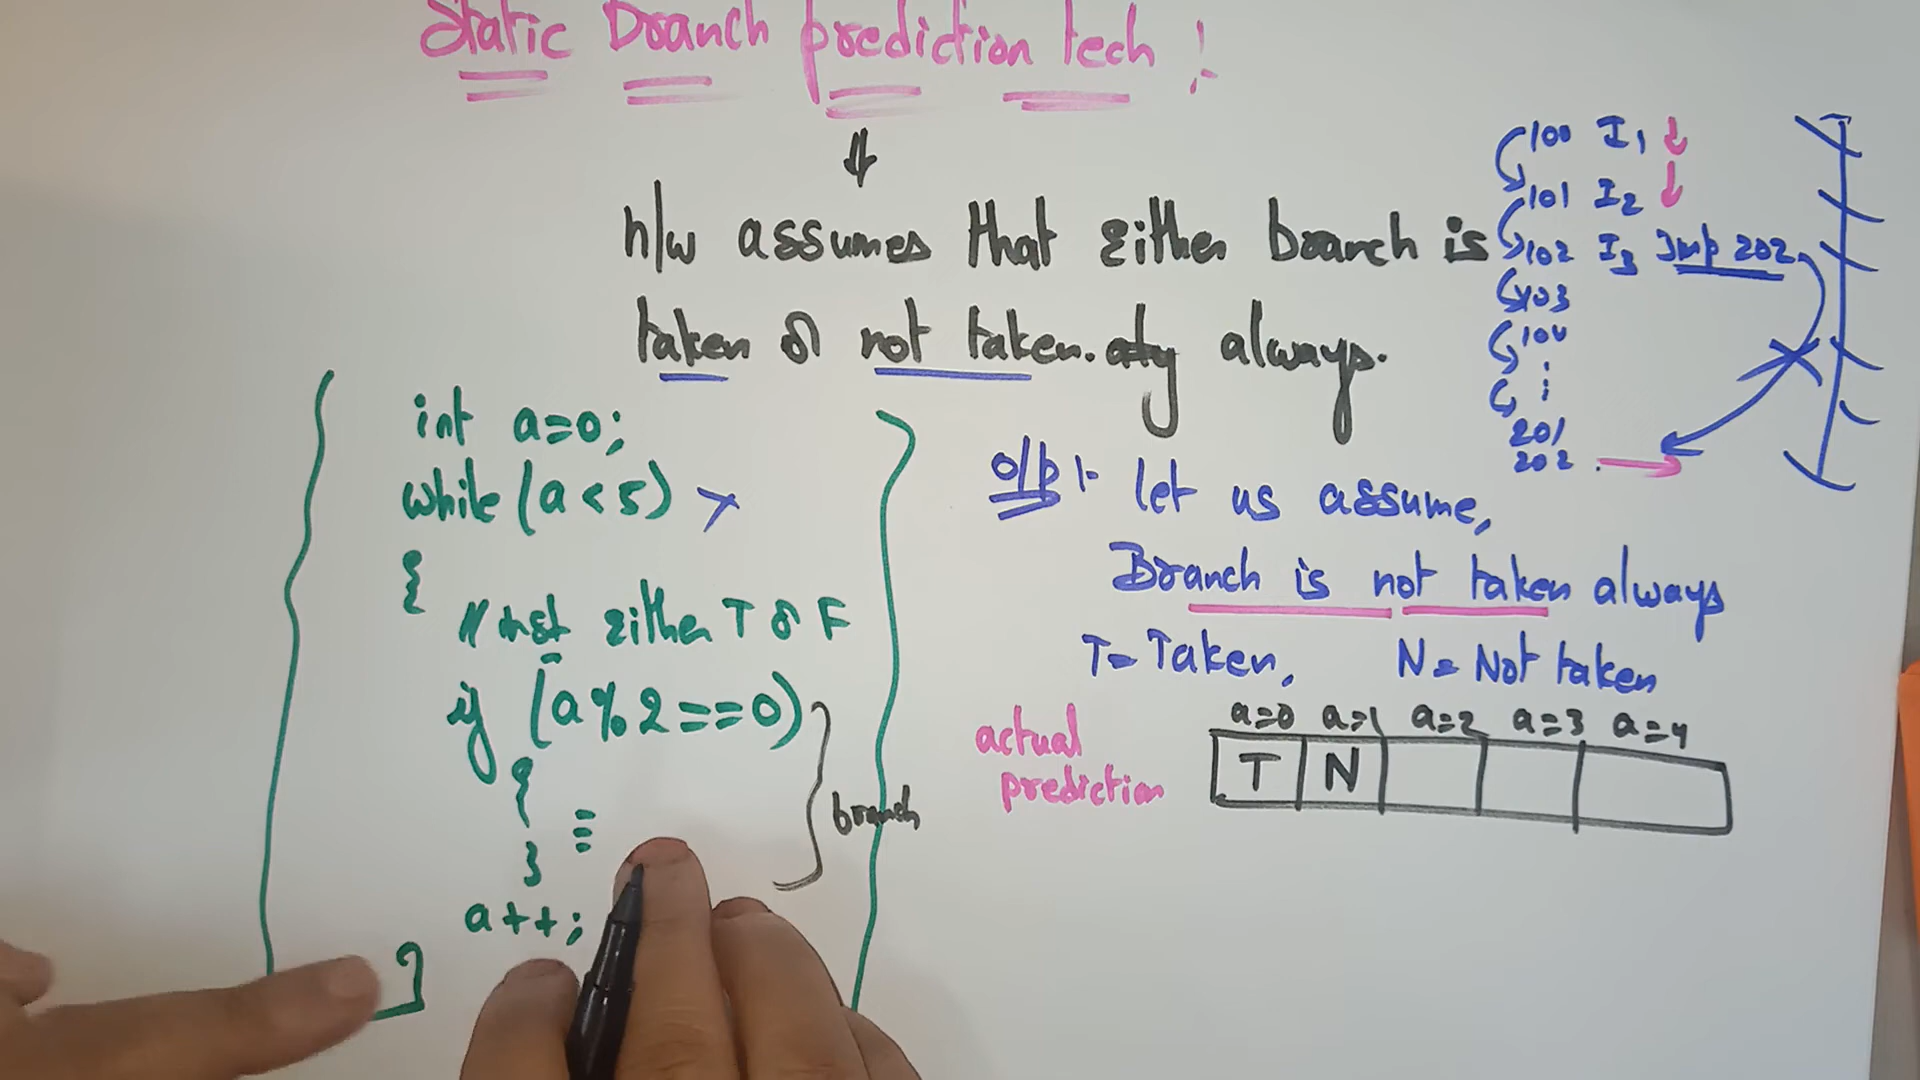 Static Branch prediction tech :-
h/w assumes that either branch is
taken or not taken. always.
100 I1
101 I2
102 I3 Jmp 202
103
104
:
201
202
int a=0;
while (a<5)
{
// inst either T or F
if (a%2==0)
{
}
a++;
}
branch
o/p :- let us assume,
Branch is not taken always
T= Taken, N= Not taken
actual
prediction
a=0 a=1 a=2 a=3 a=4
T N